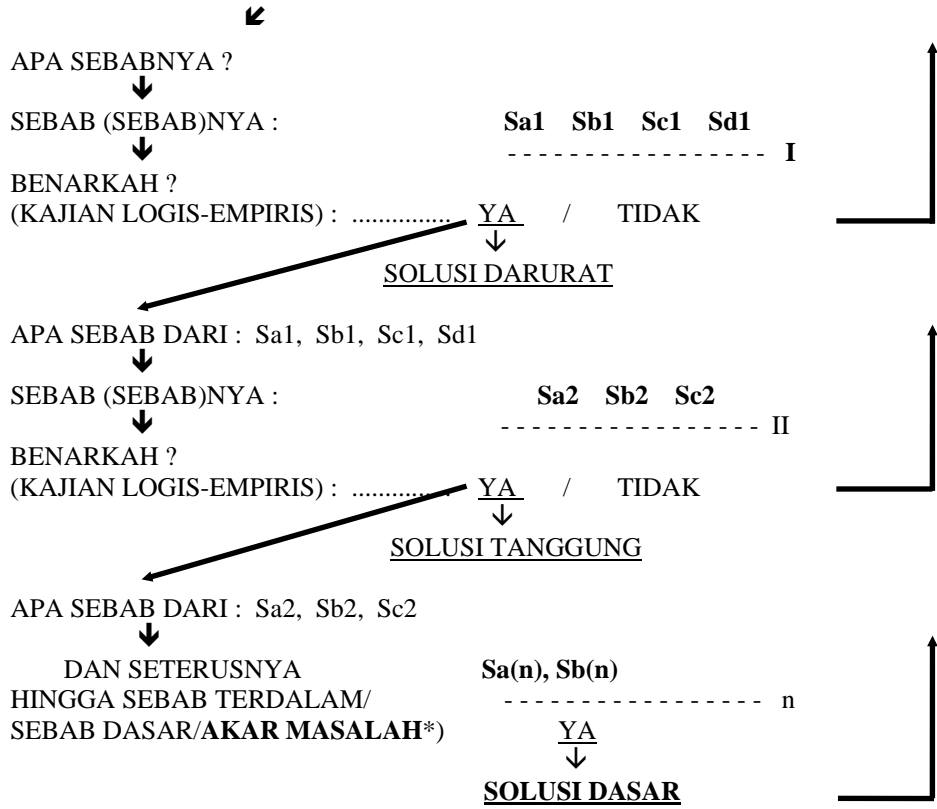 APA SEBABNYA ?
SEBAB (SEBAB)NYA : Sa1 Sb1 Sc1 Sd1
- - - - - - - - - - - - - - - - - I
BENARKAH ?
(KAJIAN LOGIS-EMPIRIS) : ............... YA / TIDAK
SOLUSI DARURAT
APA SEBAB DARI : Sa1, Sb1, Sc1, Sd1
SEBAB (SEBAB)NYA : Sa2 Sb2 Sc2
- - - - - - - - - - - - - - - - - II
BENARKAH ?
(KAJIAN LOGIS-EMPIRIS) : ............... YA / TIDAK
SOLUSI TANGGUNG
APA SEBAB DARI : Sa2, Sb2, Sc2
DAN SETERUSNYA Sa(n), Sb(n)
HINGGA SEBAB TERDALAM/ - - - - - - - - - - - - - - - - - n
SEBAB DASAR/AKAR MASALAH*) YA
SOLUSI DASAR